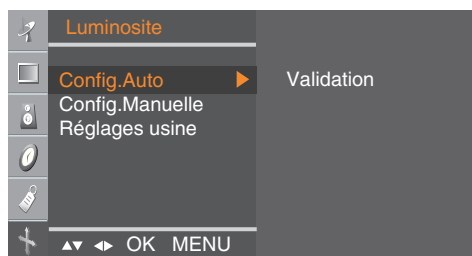 Luminosite
Config.Auto
Validation
Config.Manuelle
Réglages usine
OK MENU